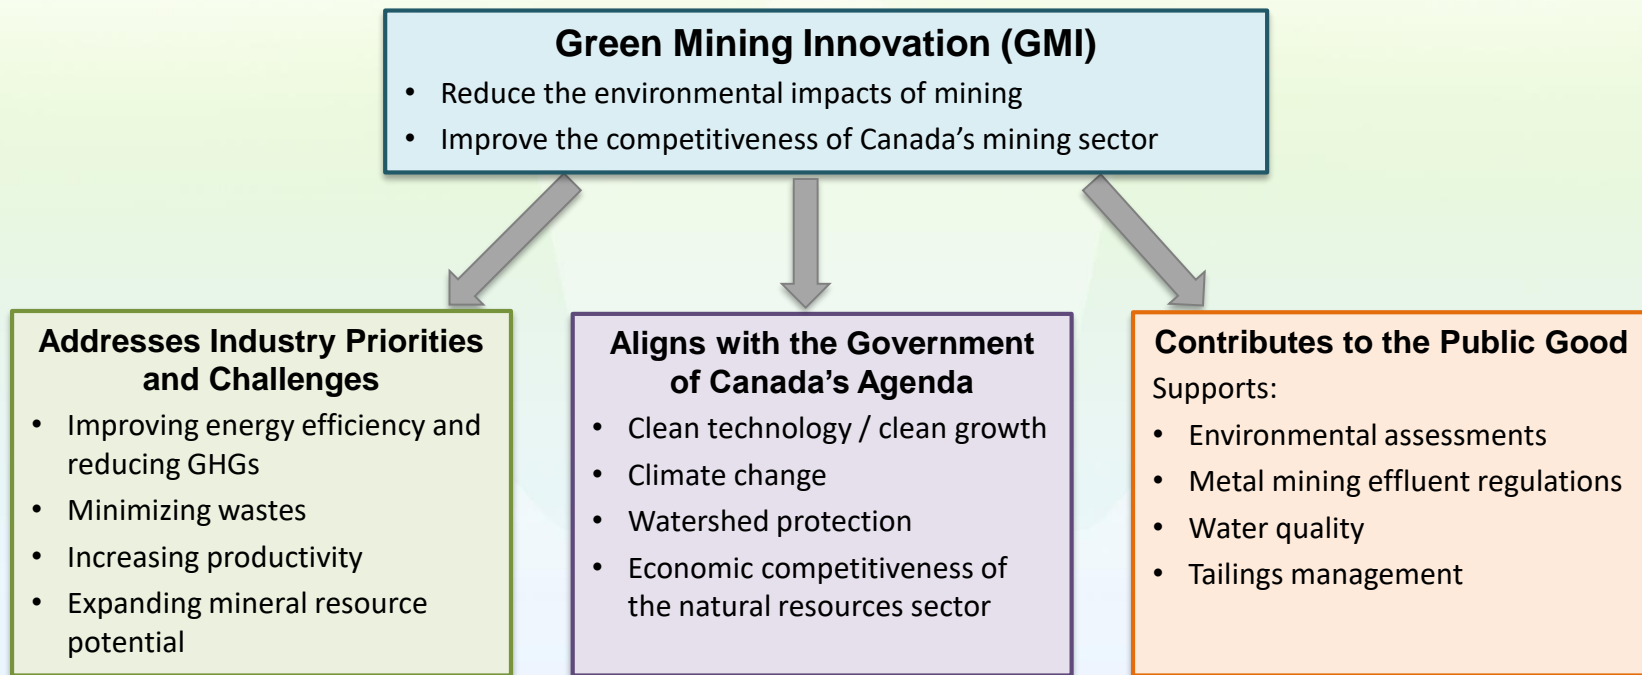 Green Mining Innovation (GMI)
• Reduce the environmental impacts of mining
• Improve the competitiveness of Canada’s mining sector
Addresses Industry Priorities
and Challenges
• Improving energy efficiency and
reducing GHGs
• Minimizing wastes
• Increasing productivity
• Expanding mineral resource
potential
Aligns with the Government
of Canada’s Agenda
• Clean technology / clean growth
• Climate change
• Watershed protection
• Economic competitiveness of
the natural resources sector
Contributes to the Public Good
Supports:
• Environmental assessments
• Metal mining effluent regulations
• Water quality
• Tailings management